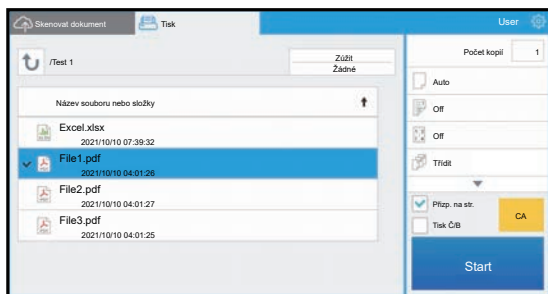 Skenovat dokument
Tisk
User
/Test 1
Zúžit
Žádné
Počet kopií 1
Název souboru nebo složky
Excel.xlsx
2021/10/10 07:39:32
File1.pdf
2021/10/10 04:01:26
File2.pdf
2021/10/10 04:01:27
File3.pdf
2021/10/10 04:01:25
Auto
Off
Off
Třídit
Přizp. na str.
Tisk Č/B
CA
Start